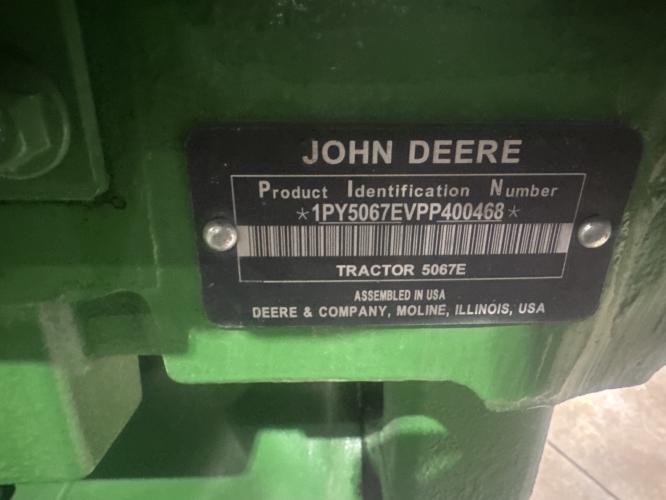 JOHN DEERE
Product Identification Number
*1PY5067EVPP400468*
TRACTOR 5067E
ASSEMBLED IN USA
DEERE & COMPANY, MOLINE, ILLINOIS, USA